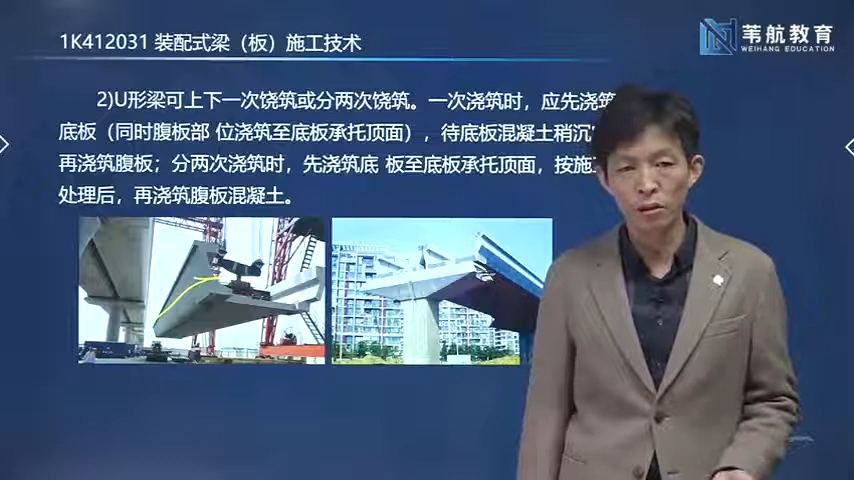 1K412031 装配式梁（板）施工技术
苇航教育
WEIHANG EDUCATION
2)U形梁可上下一次饶筑或分两次饶筑。一次浇筑时，应先浇筑
底板（同时腹板部 位浇筑至底板承托顶面），待底板混凝土稍沉
再浇筑腹板；分两次浇筑时，先浇筑底 板至底板承托顶面，按施
处理后，再浇筑腹板混凝土。